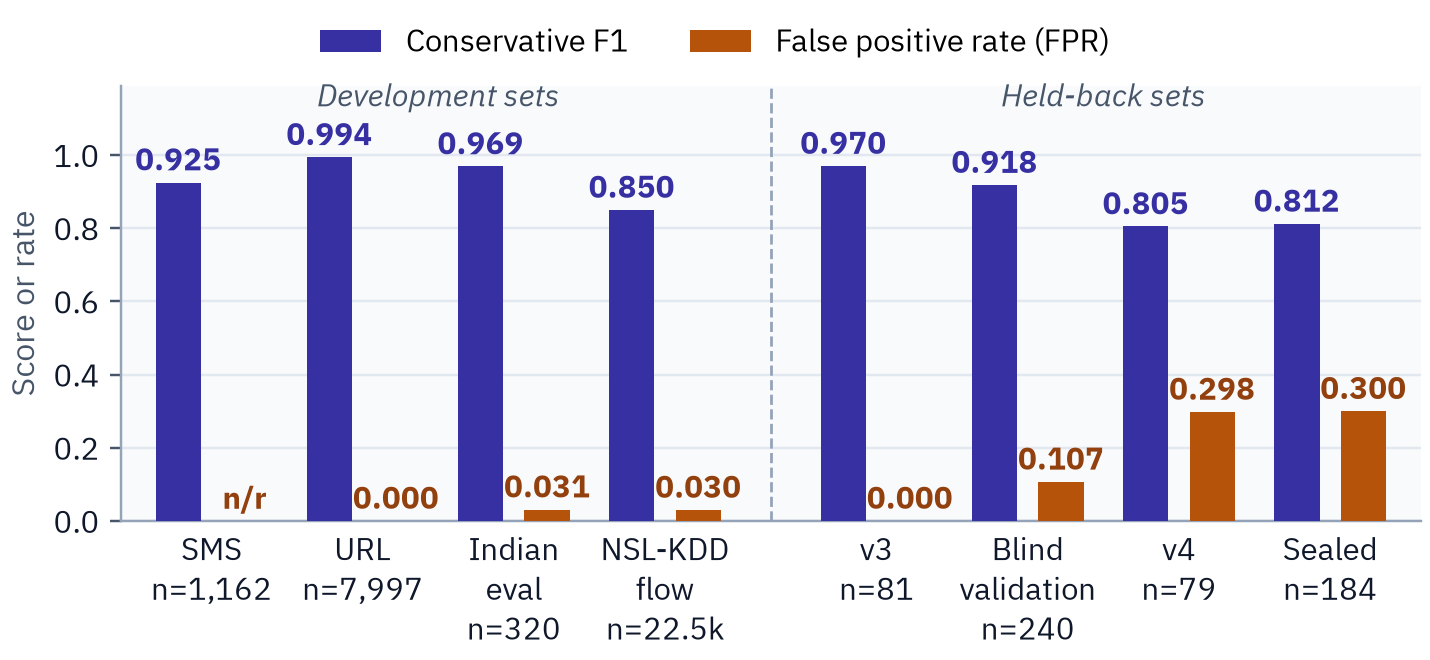 Conservative F1
False positive rate (FPR)
Development sets
Held-back sets
Score or rate
1.0
0.8
0.6
0.4
0.2
0.0
0.925
n/r
0.994
0.000
0.969
0.031
0.850
0.030
0.970
0.000
0.918
0.107
0.805
0.298
0.812
0.300
SMS
n=1,162
URL
n=7,997
Indian
eval
n=320
NSL-KDD
flow
n=22.5k
v3
n=81
Blind
validation
n=240
v4
n=79
Sealed
n=184